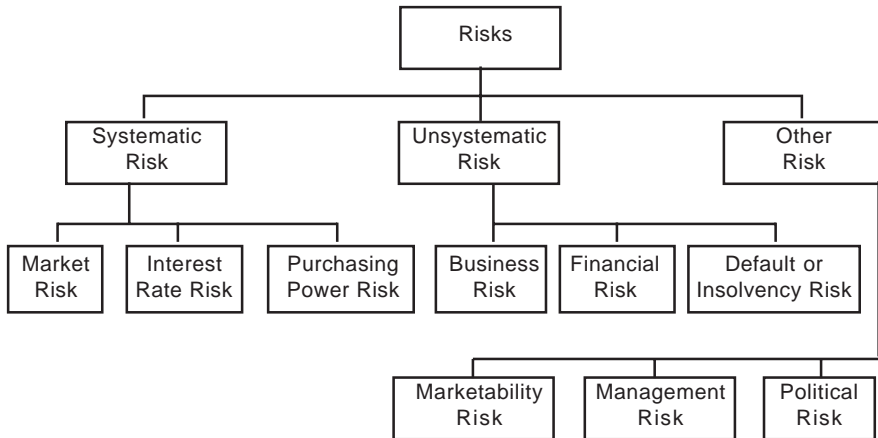 Risks
Systematic
Risk
Unsystematic
Risk
Other
Risk
Market
Risk
Interest
Rate Risk
Purchasing
Power Risk
Business
Risk
Financial
Risk
Default or
Insolvency Risk
Marketability
Risk
Management
Risk
Political
Risk